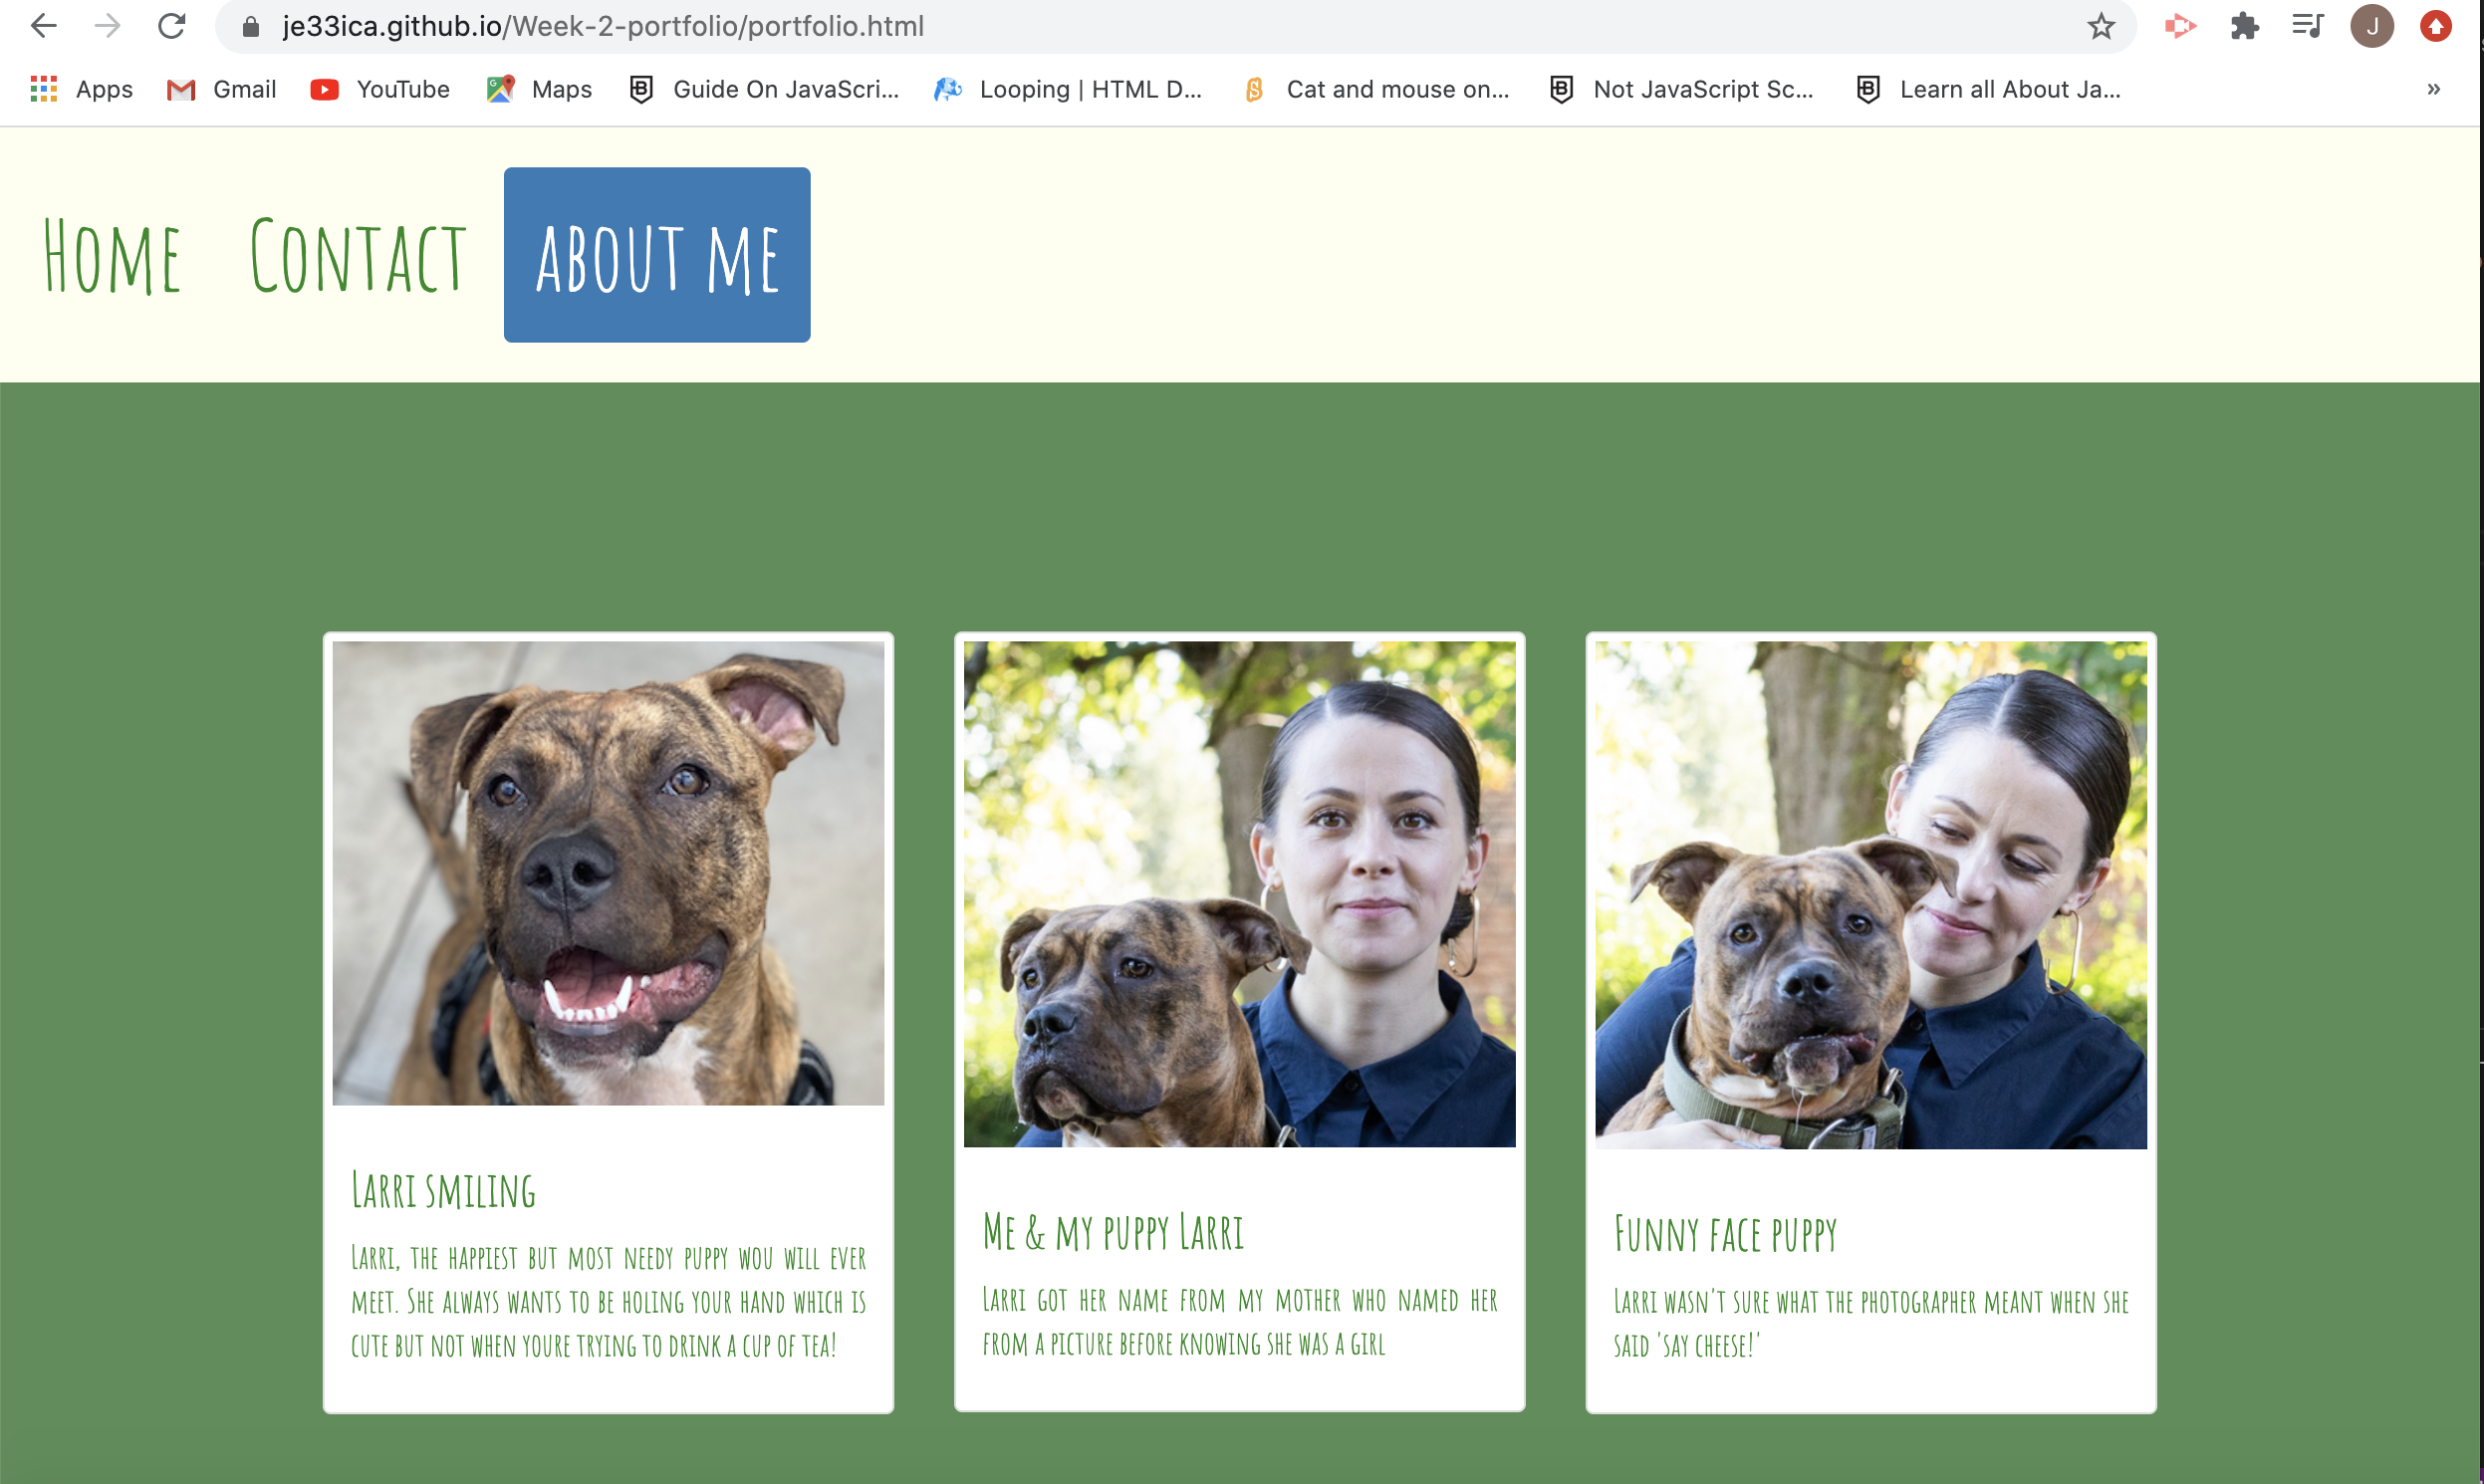 je33ica.github.io/Week-2-portfolio/portfolio.html
J
Apps Gmail YouTube Maps Guide On JavaScri... Looping | HTML D... Cat and mouse on... Not JavaScript Sc... Learn all About Ja... »
Home Contact About me
Larri smiling
Larri, the happiest but most needy puppy wou will ever
meet. She always wants to be holing your hand which is
cute but not when youre trying to drink a cup of tea!
Me & my puppy Larri
Larri got her name from my mother who named her
from a picture before knowing she was a girl
Funny face puppy
Larri wasn't sure what the photographer meant when she
said 'say cheese!'